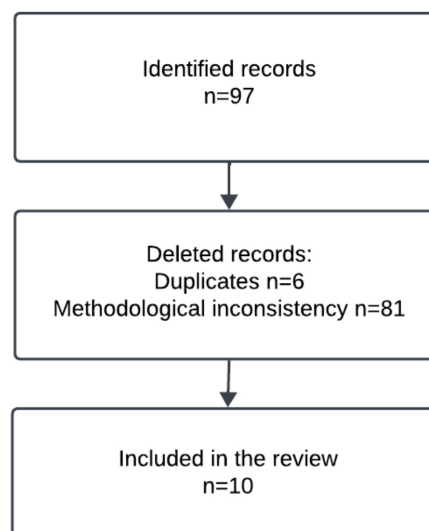 Identified records
n=97
Deleted records:
Duplicates n=6
Methodological inconsistency n=81
Included in the review
n=10